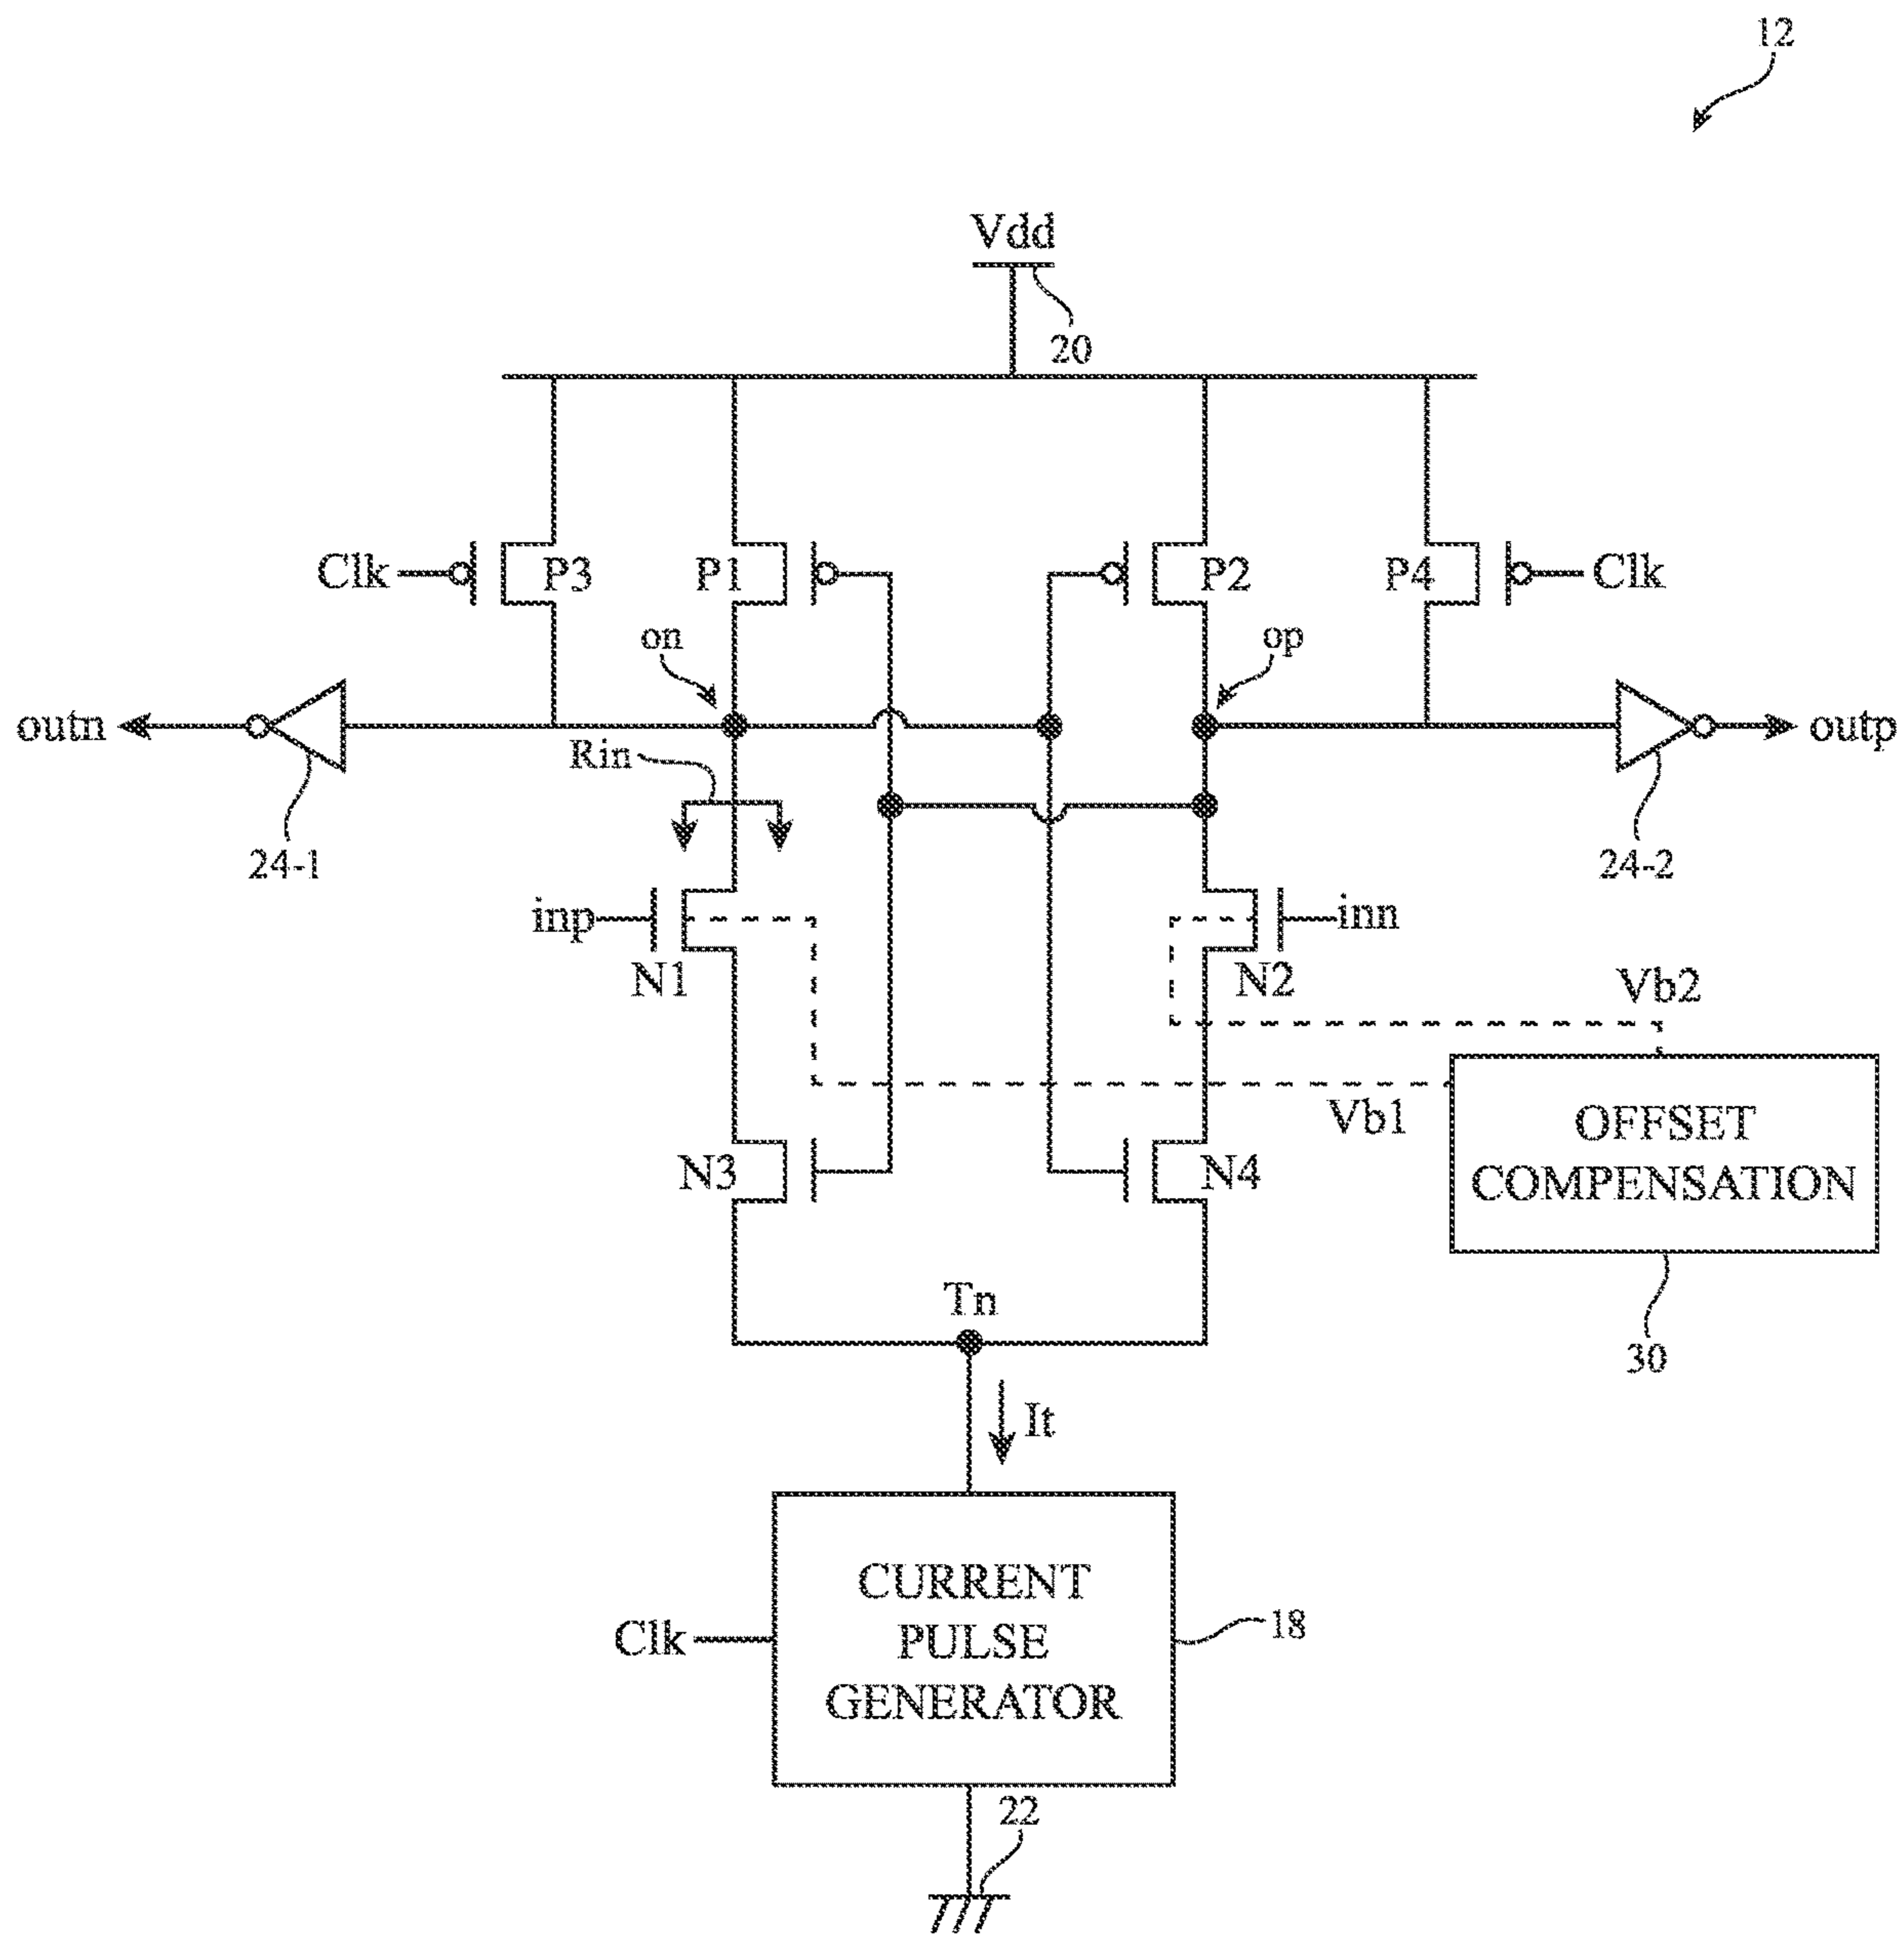 12
Vdd
20
Clk
P3
P1
P2
P4
Clk
on
op
outn
outp
Rin
24-1
24-2
inp
inn
N1
N2
Vb2
Vb1
OFFSET
COMPENSATION
N3
N4
Tn
30
It
CURRENT
PULSE
GENERATOR
Clk
18
22